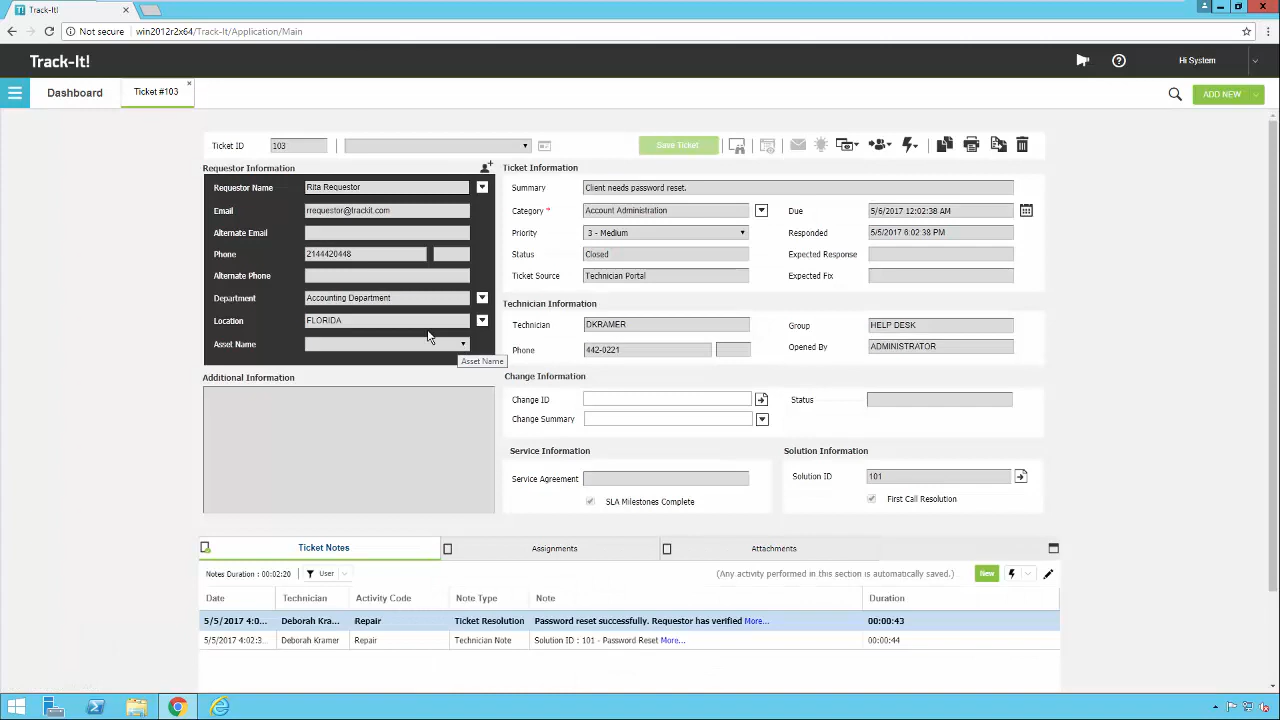 Track-It!
Not secure | win2012r2x64/Track-It/Application/Main
Track-It!
Hi System
Dashboard
Ticket #103
ADD NEW
Ticket ID 103
Save Ticket
Requestor Information
Requestor Name Rita Requestor
Email rrequestor@trackit.com
Alternate Email
Phone 2144420448
Alternate Phone
Department Accounting Department
Location FLORIDA
Asset Name
Asset Name
Additional Information
Ticket Information
Summary Client needs password reset.
Category * Account Administration
Due 5/6/2017 12:02:38 AM
Priority 3 - Medium
Responded 5/5/2017 6:02:38 PM
Status Closed
Expected Response
Ticket Source Technician Portal
Expected Fix
Technician Information
Technician DKRAMER
Group HELP DESK
Phone 442-0221
Opened By ADMINISTRATOR
Change Information
Change ID
Status
Change Summary
Service Information
Service Agreement
SLA Milestones Complete
Solution Information
Solution ID 101
First Call Resolution
Ticket Notes
Assignments
Attachments
Notes Duration : 00:02:20
User
(Any activity performed in this section is automatically saved.)
New
Date Technician Activity Code Note Type Note Duration
5/5/2017 4:0... Deborah Kra... Repair Ticket Resolution Password reset successfully. Requestor has verified More... 00:00:43
5/5/2017 4:02:3... Deborah Kramer Repair Technician Note Solution ID : 101 - Password Reset More... 00:00:44